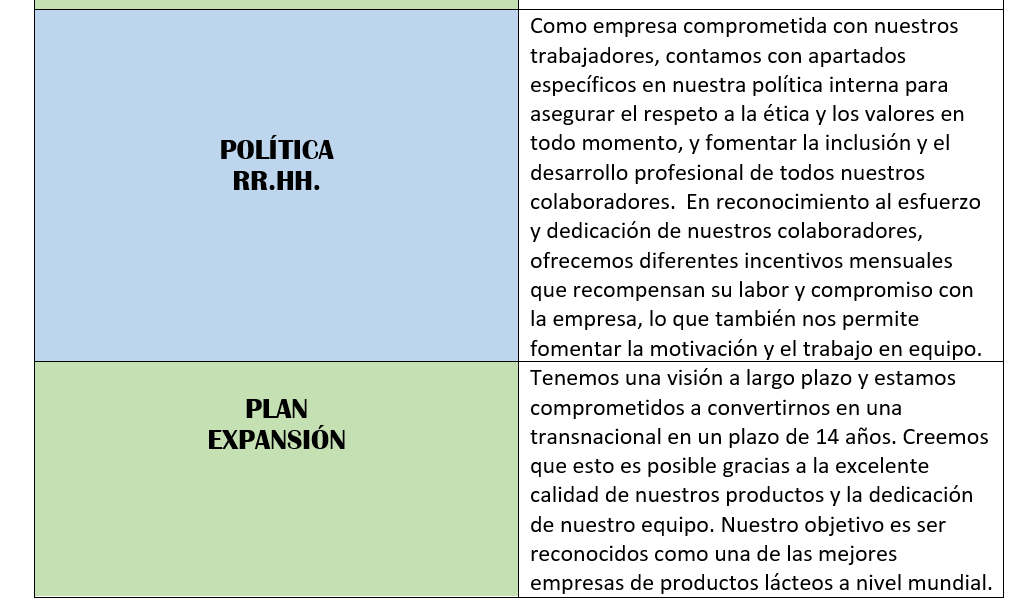 POLÍTICA
RR.HH.
Como empresa comprometida con nuestros
trabajadores, contamos con apartados
específicos en nuestra política interna para
asegurar el respeto a la ética y los valores en
todo momento, y fomentar la inclusión y el
desarrollo profesional de todos nuestros
colaboradores.  En reconocimiento al esfuerzo
y dedicación de nuestros colaboradores,
ofrecemos diferentes incentivos mensuales
que recompensan su labor y compromiso con
la empresa, lo que también nos permite
fomentar la motivación y el trabajo en equipo.
PLAN
EXPANSIÓN
Tenemos una visión a largo plazo y estamos
comprometidos a convertirnos en una
transnacional en un plazo de 14 años. Creemos
que esto es posible gracias a la excelente
calidad de nuestros productos y la dedicación
de nuestro equipo. Nuestro objetivo es ser
reconocidos como una de las mejores
empresas de productos lácteos a nivel mundial.